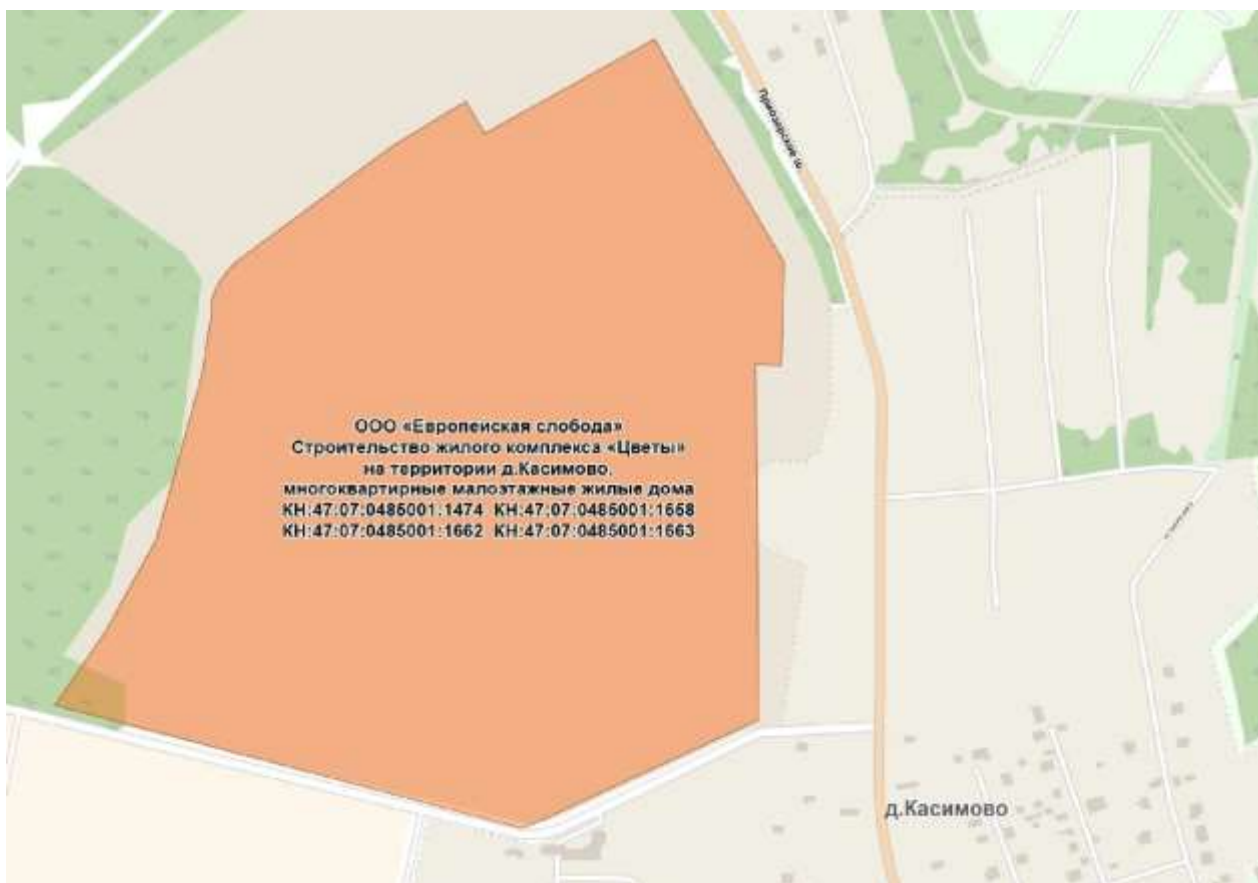 Приозерское ш.
ООО «Европейская слобода»
Строительство жилого комплекса «Цветы»
на территории д.Касимово,
многоквартирные малоэтажные жилые дома
КН:47:07:0485001:1474 КН:47:07:0485001:1658
КН:47:07:0485001:1662 КН:47:07:0485001:1663
д.Касимово